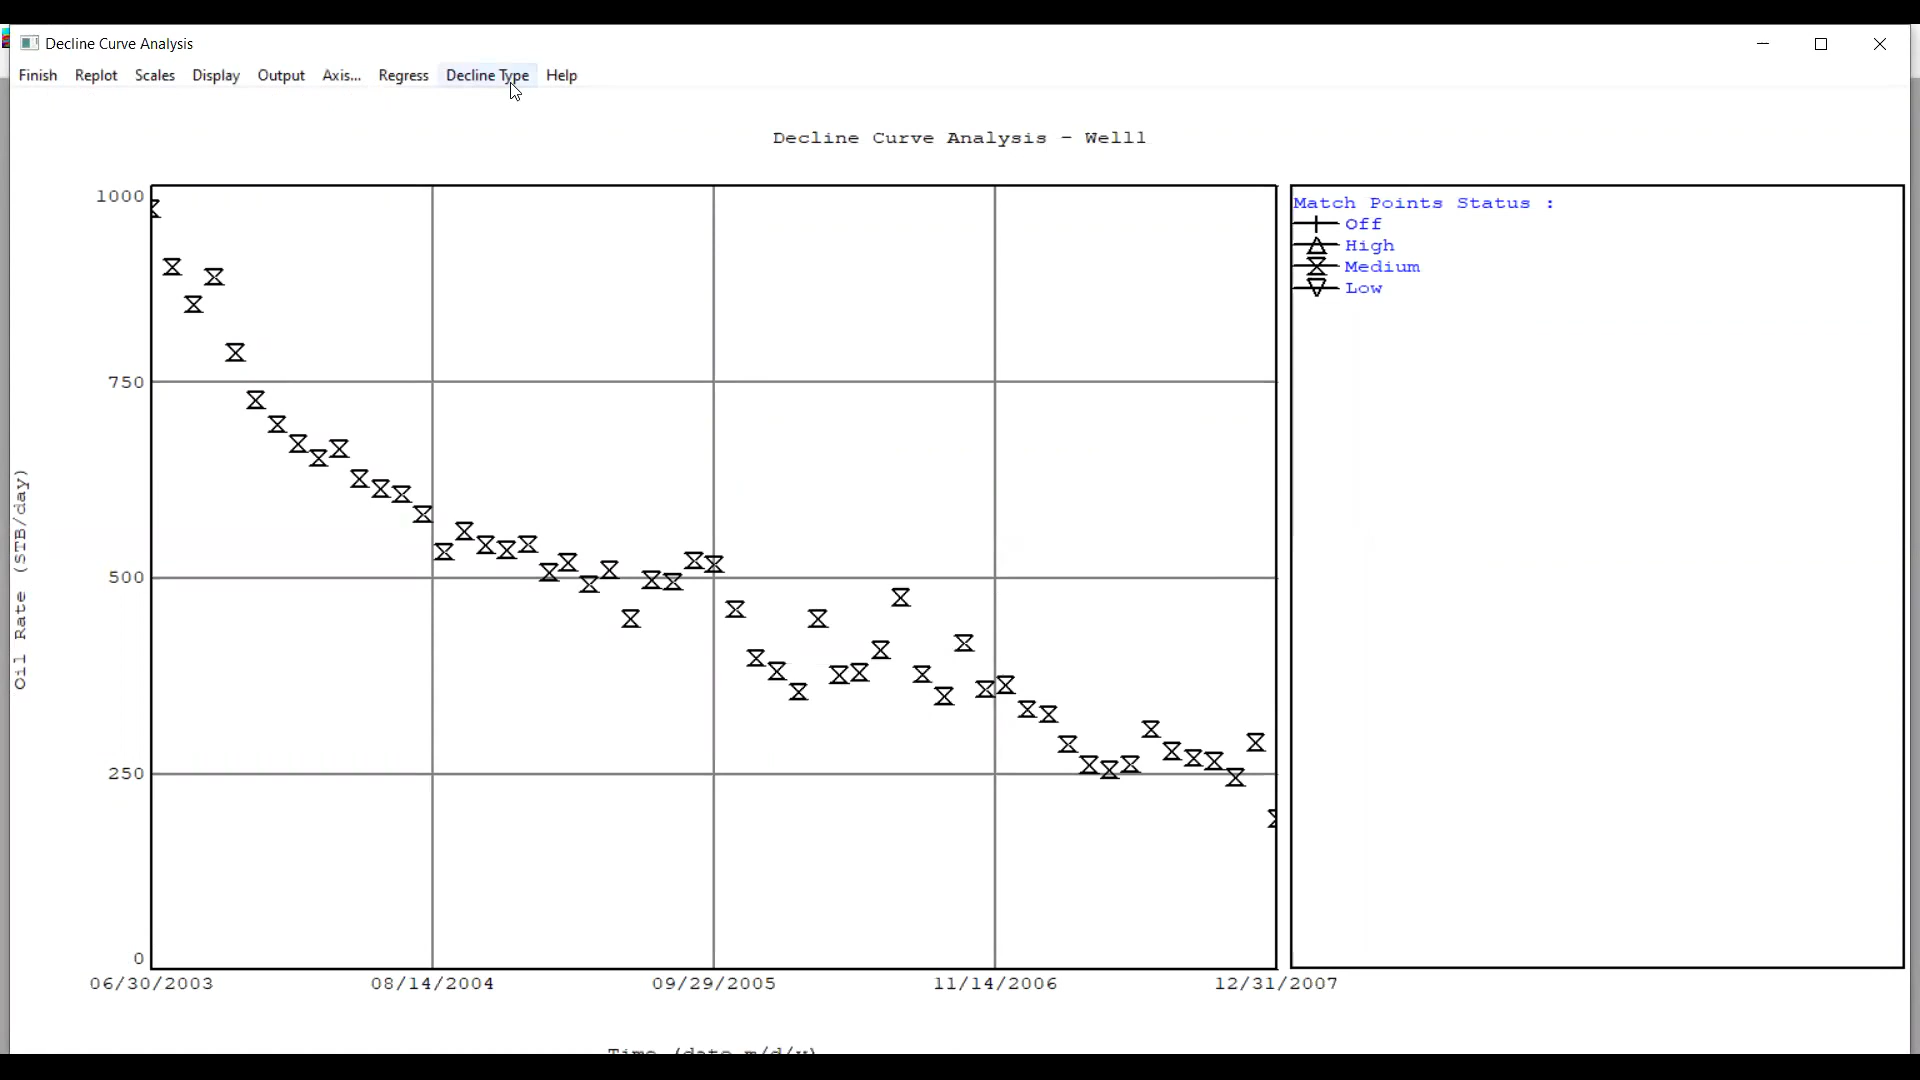 Decline Curve Analysis
Finish Replot Scales Display Output Axis... Regress Decline Type Help
Decline Curve Analysis - Well1
1000
750
500
250
0
Oil Rate (STB/day)
06/30/2003 08/14/2004 09/29/2005 11/14/2006 12/31/2007
Time (date m/d/y)
Match Points Status :
Off
High
Medium
Low